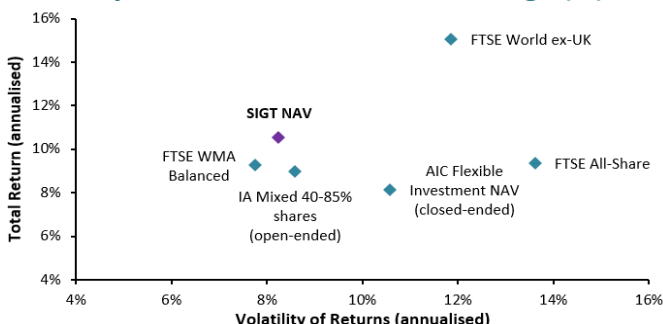 16%
FTSE World ex-UK
14%
12%
SIGT NAV
10%
FTSE WMA
Balanced
AIC Flexible
Investment NAV
(closed-ended)
FTSE All-Share
8%
IA Mixed 40-85%
shares
(open-ended)
6%
4%
Total Return (annualised)
4%
6%
8%
10%
12%
14%
16%
Volatility of Returns (annualised)